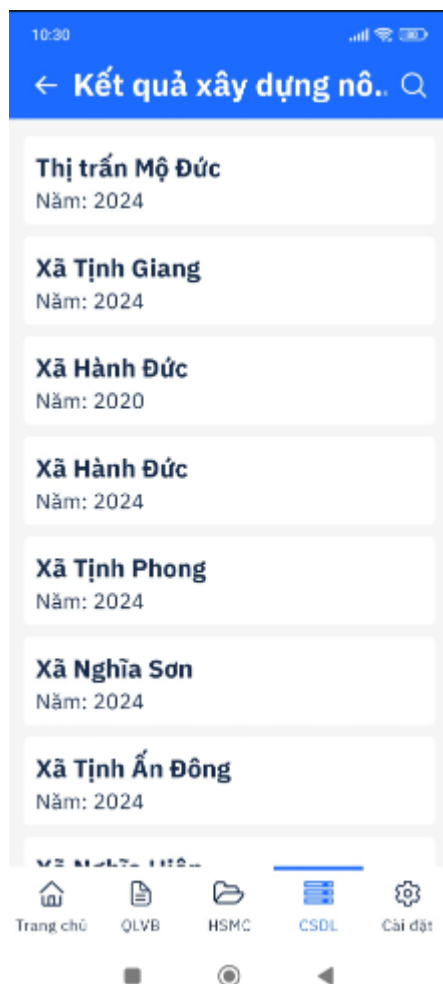 10:30
Kết quả xây dựng nô..
Thị trấn Mộ Đức
Năm: 2024
Xã Tịnh Giang
Năm: 2024
Xã Hành Đức
Năm: 2020
Xã Hành Đức
Năm: 2024
Xã Tịnh Phong
Năm: 2024
Xã Nghĩa Sơn
Năm: 2024
Xã Tịnh Ấn Đông
Năm: 2024
Xã Nghĩa
Trang chủ QLVB HSMC CSDL Cài đặt